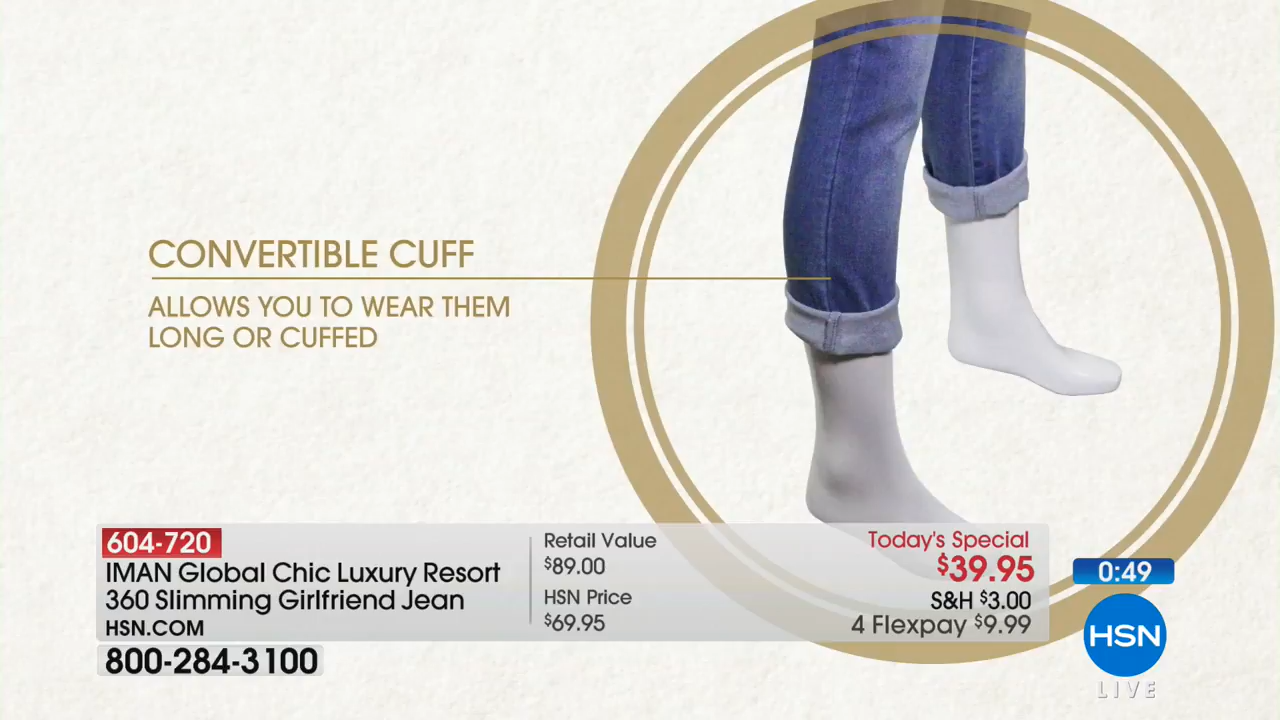 CONVERTIBLE CUFF
ALLOWS YOU TO WEAR THEM
LONG OR CUFFED
604-720
IMAN Global Chic Luxury Resort
360 Slimming Girlfriend Jean
HSN.COM
800-284-3100
Retail Value
$89.00
HSN Price
$69.95
Today's Special
$39.95
S&H $3.00
4 Flexpay $9.99
0:49
HSN
LIVE